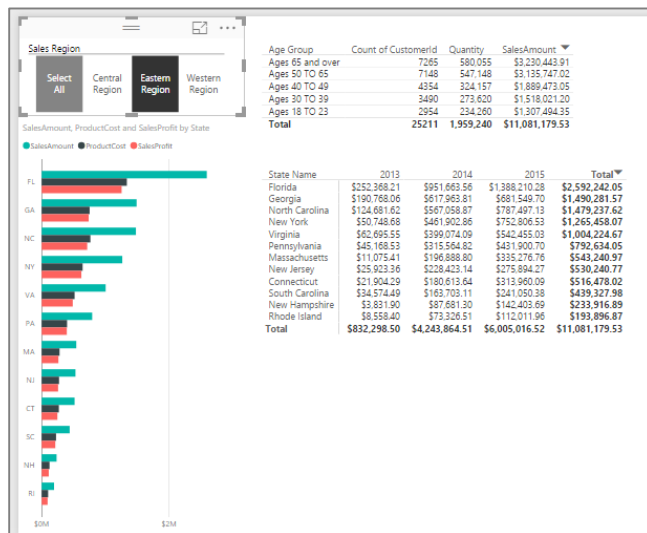 Sales Region
Select All
Central Region
Eastern Region
Western Region
SalesAmount, ProductCost and SalesProfit by State
SalesAmount ProductCost SalesProfit
FL
GA
NC
NY
VA
PA
MA
NJ
CT
SC
NH
RI
$0M $2M
Age Group Count of CustomerId Quantity SalesAmount
Ages 65 and over 7265 580,055 $3,230,443.91
Ages 50 TO 65 7148 547,148 $3,135,747.02
Ages 40 TO 49 4354 324,157 $1,889,473.05
Ages 30 TO 39 3490 273,620 $1,518,021.20
Ages 18 TO 23 2954 234,260 $1,307,494.35
Total 25211 1,959,240 $11,081,179.53
State Name 2013 2014 2015 Total
Florida $252,368.21 $951,663.56 $1,388,210.28 $2,592,242.05
Georgia $190,768.06 $617,963.81 $681,549.70 $1,490,281.57
North Carolina $124,681.62 $567,058.87 $787,497.13 $1,479,237.62
New York $50,748.68 $461,902.86 $752,806.53 $1,265,458.07
Virginia $62,695.55 $399,074.09 $542,455.03 $1,004,224.67
Pennsylvania $45,168.53 $315,564.82 $431,900.70 $792,634.05
Massachusetts $11,075.41 $196,888.80 $335,276.76 $543,240.97
New Jersey $25,923.36 $228,423.14 $275,894.27 $530,240.77
Connecticut $21,904.29 $180,613.64 $313,960.09 $516,478.02
South Carolina $34,574.49 $163,703.11 $241,050.38 $439,327.98
New Hampshire $3,831.90 $87,681.30 $142,403.69 $233,916.89
Rhode Island $8,558.40 $73,326.51 $112,011.96 $193,896.87
Total $832,298.50 $4,243,864.51 $6,005,016.52 $11,081,179.53